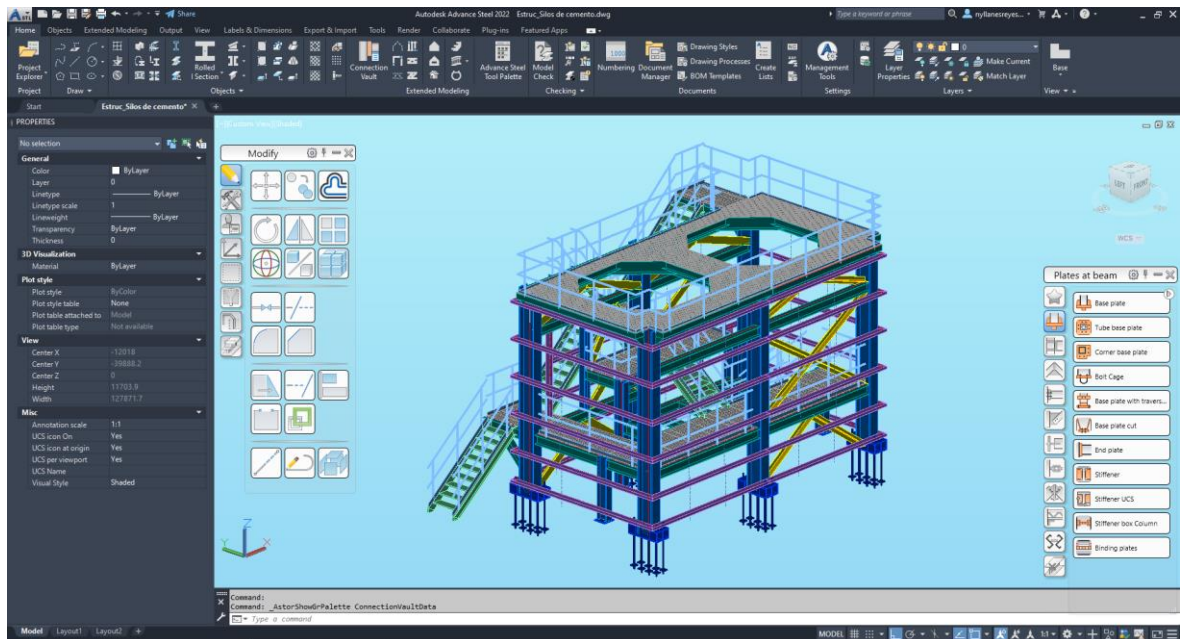 Share
Autodesk Advance Steel 2022 Estruc_Silos de cemento.dwg
Type a keyword or phrase
nyllanesreyes...
Home Objects Extended Modeling Output View Labels & Dimensions Export & Import Tools Render Collaborate Plug-ins Featured Apps
Project Explorer
Rolled I Section
Connection Vault
Advance Steel Tool Palette
Model Check
Numbering
Document Manager
Drawing Styles
Drawing Processes
BOM Templates
Create Lists
Management Tools
Layer Properties
0
Make Current
Match Layer
Base
Project Draw Objects Extended Modeling Checking Documents Settings Layers View
Start Estruc_Silos de cemento*
PROPERTIES
No selection
General
Color ByLayer
Layer 0
Linetype ByLayer
Linetype scale 1
Lineweight ByLayer
Transparency ByLayer
Thickness 0
3D Visualization
Material ByLayer
Plot style
Plot style ByColor
Plot style table None
Plot table attached to Model
Plot table type Not available
View
Center X -12018
Center Y -29888.2
Center Z 0
Height 11703.9
Width 127871.7
Misc
Annotation scale 1:1
UCS icon On Yes
UCS icon at origin Yes
UCS per viewport Yes
UCS Name
Visual Style Shaded
Modify
LEFT FRONT
WCS
Plates at beam
Base plate
Tube base plate
Corner base plate
Bolt Cage
Base plate with travers...
Base plate cut
End plate
Stiffener
Stiffener UCS
Stiffener box Column
Binding plates
Z
Y X
Command:
Command: _AstorShowGrPalette ConnectionVaultData
Type a command
Model Layout1 Layout2 +
MODEL
1:1